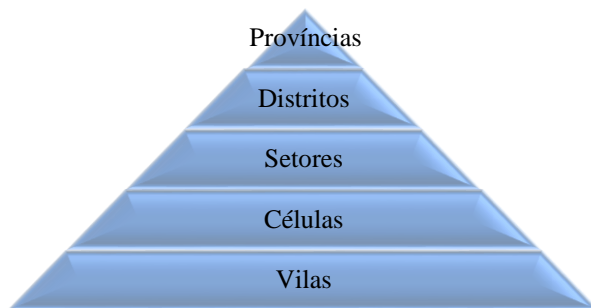 Províncias
Distritos
Setores
Células
Vilas